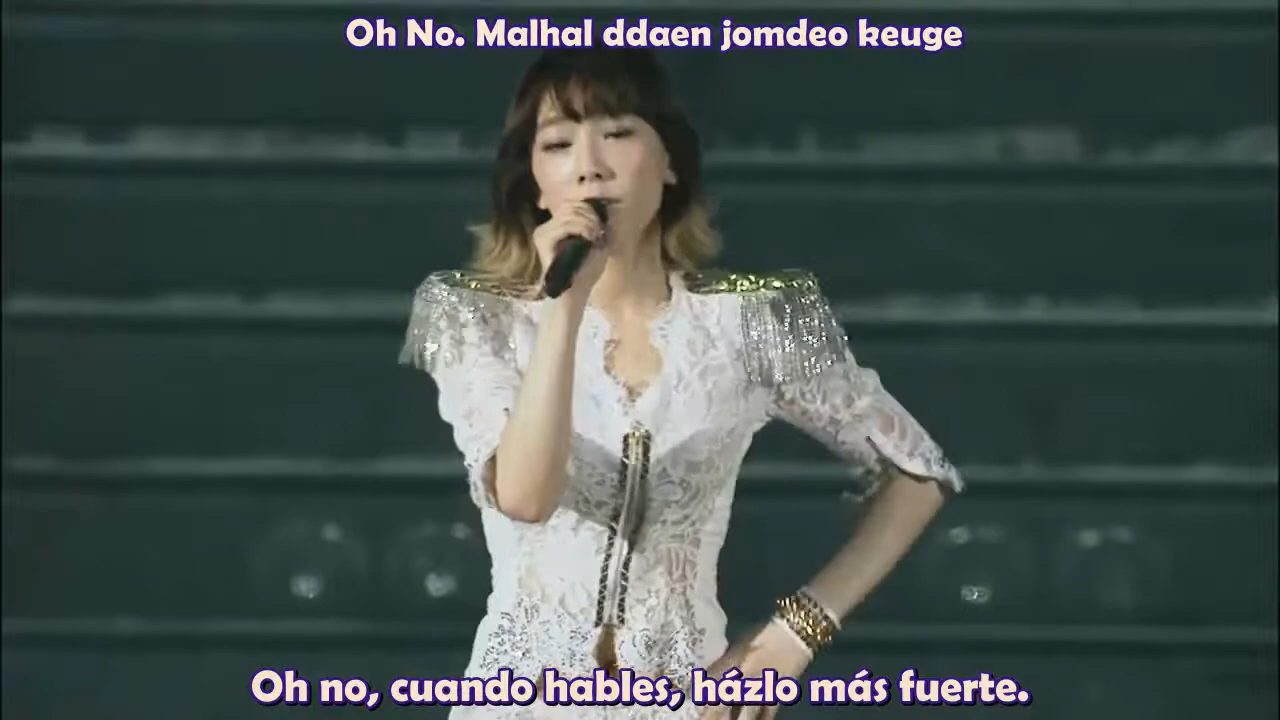 Oh No. Malhal ddaen jomdeo keuge
Oh no, cuando hables, házlo más fuerte.